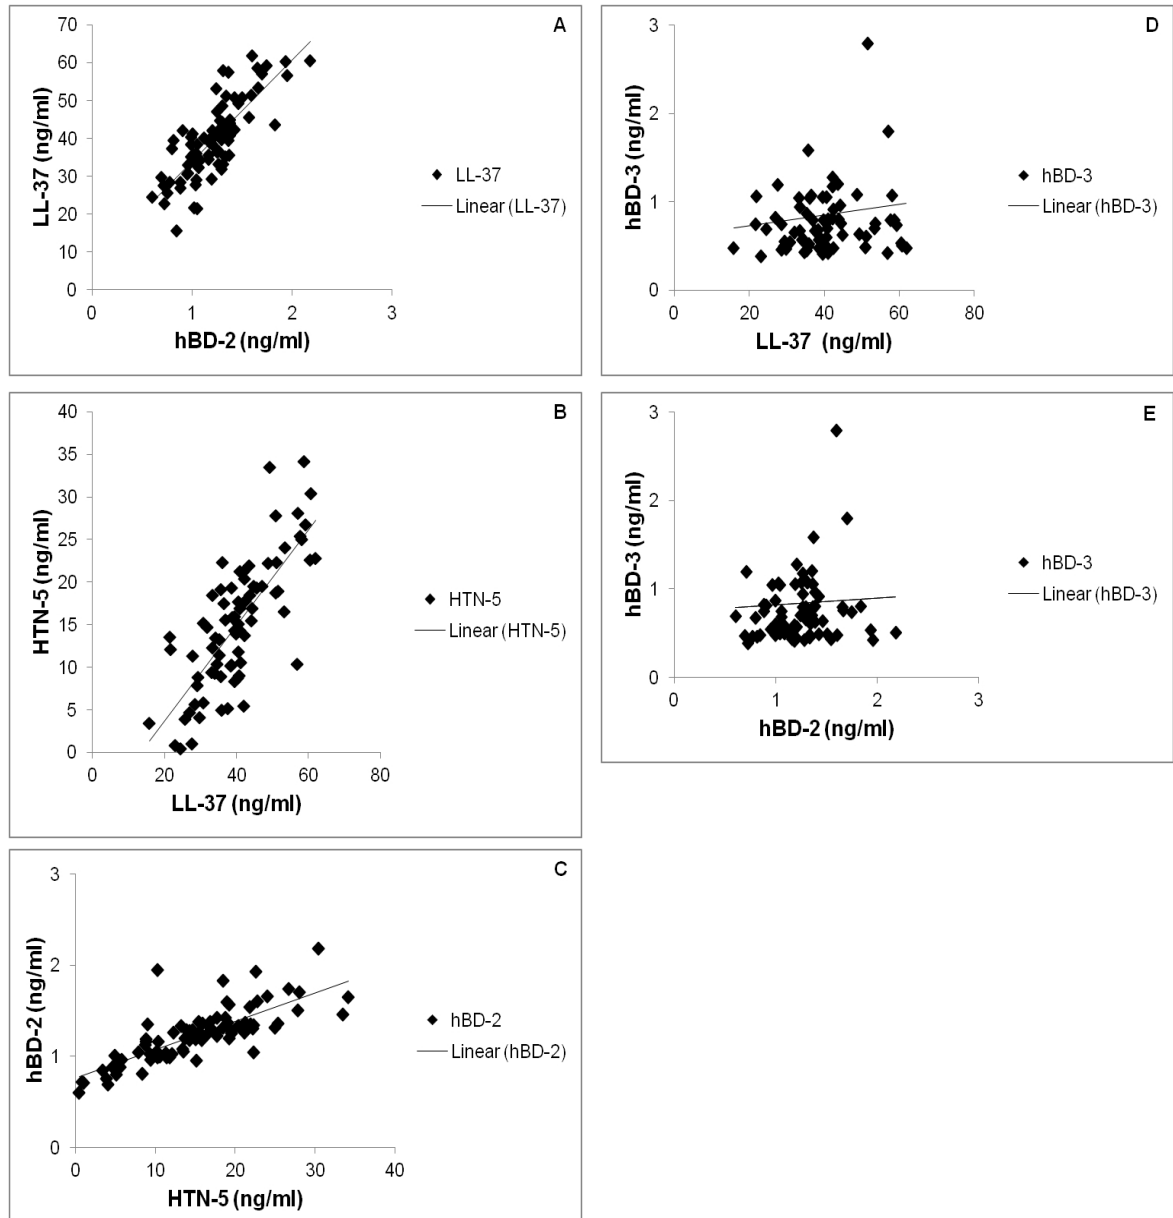 A
LL-37 (ng/ml)
70
60
50
40
30
20
10
0
0 1 2 3
hBD-2 (ng/ml)
LL-37
Linear (LL-37)
B
HTN-5 (ng/ml)
40
35
30
25
20
15
10
5
0
0 20 40 60 80
LL-37 (ng/ml)
HTN-5
Linear (HTN-5)
C
hBD-2 (ng/ml)
3
2
1
0
0 10 20 30 40
HTN-5 (ng/ml)
hBD-2
Linear (hBD-2)
D
hBD-3 (ng/ml)
3
2
1
0
0 20 40 60 80
LL-37 (ng/ml)
hBD-3
Linear (hBD-3)
E
hBD-3 (ng/ml)
3
2
1
0
0 1 2 3
hBD-2 (ng/ml)
hBD-3
Linear (hBD-3)